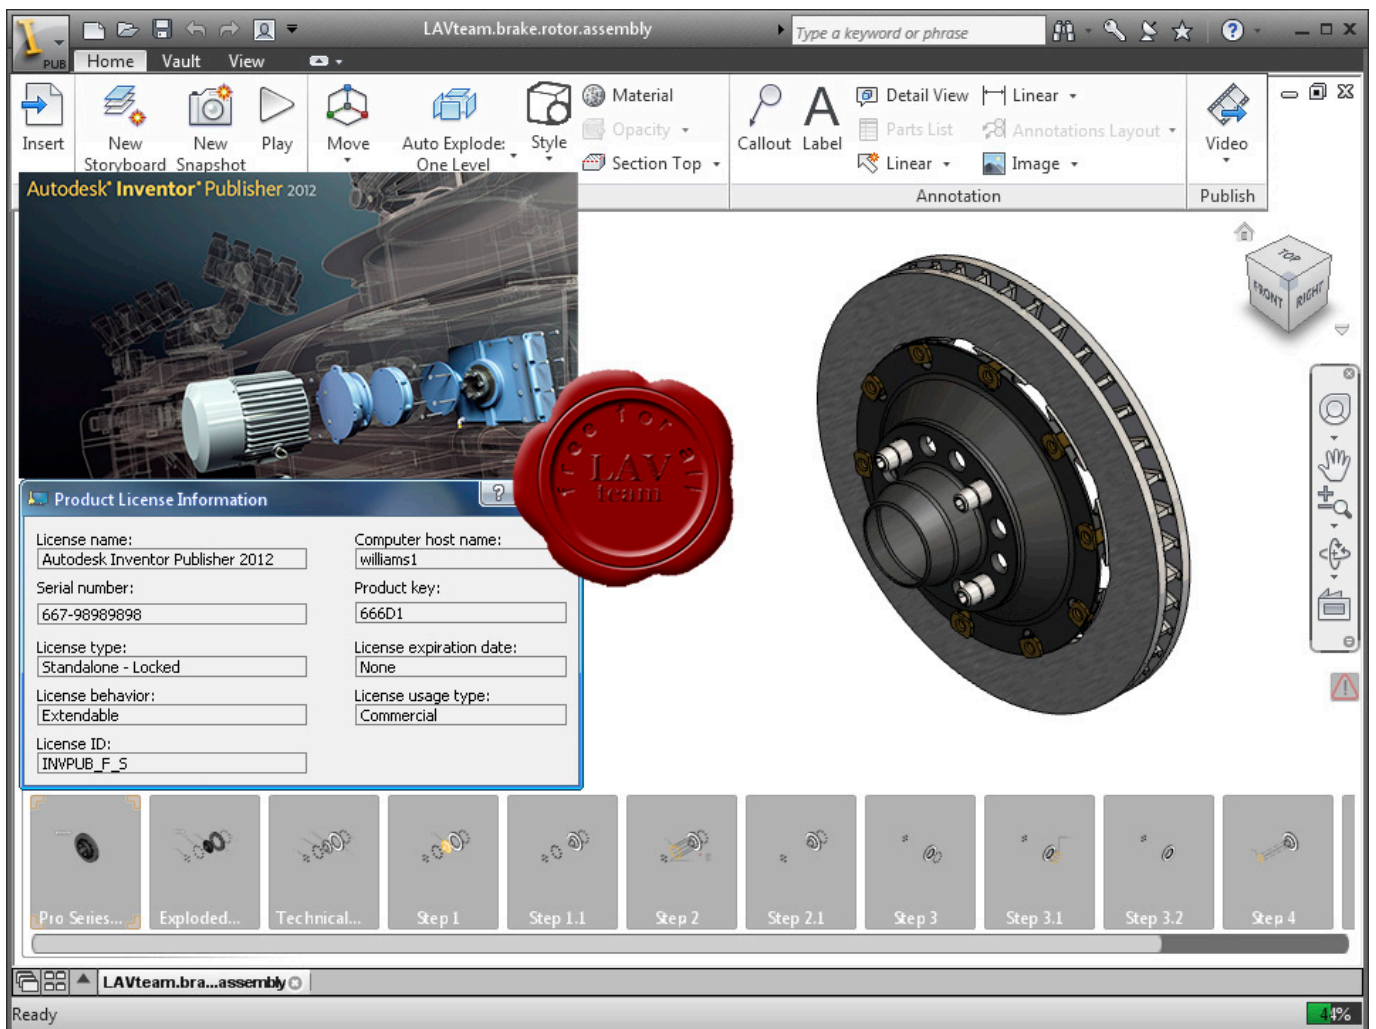 LAVteam.brake.rotor.assembly
Type a keyword or phrase
PUB
Home
Vault
View
Insert
New Storyboard
New Snapshot
Play
Move
Auto Explode: One Level
Style
Material
Opacity
Section Top
Callout
Label
Detail View
Linear
Parts List
Annotations Layout
Linear
Image
Video
Annotation
Publish
Autodesk® Inventor® Publisher 2012
TOP
FRONT
RIGHT
free for all
LAV
team
Product License Information
License name:
Autodesk Inventor Publisher 2012
Computer host name:
williams1
Serial number:
667-98989898
Product key:
666D1
License type:
Standalone - Locked
License expiration date:
None
License behavior:
Extendable
License usage type:
Commercial
License ID:
INVPUB_F_S
Pro Series...
Exploded...
Technical...
Step 1
Step 1.1
Step 2
Step 2.1
Step 3
Step 3.1
Step 3.2
Step 4
LAVteam.bra...assembly
Ready
44%